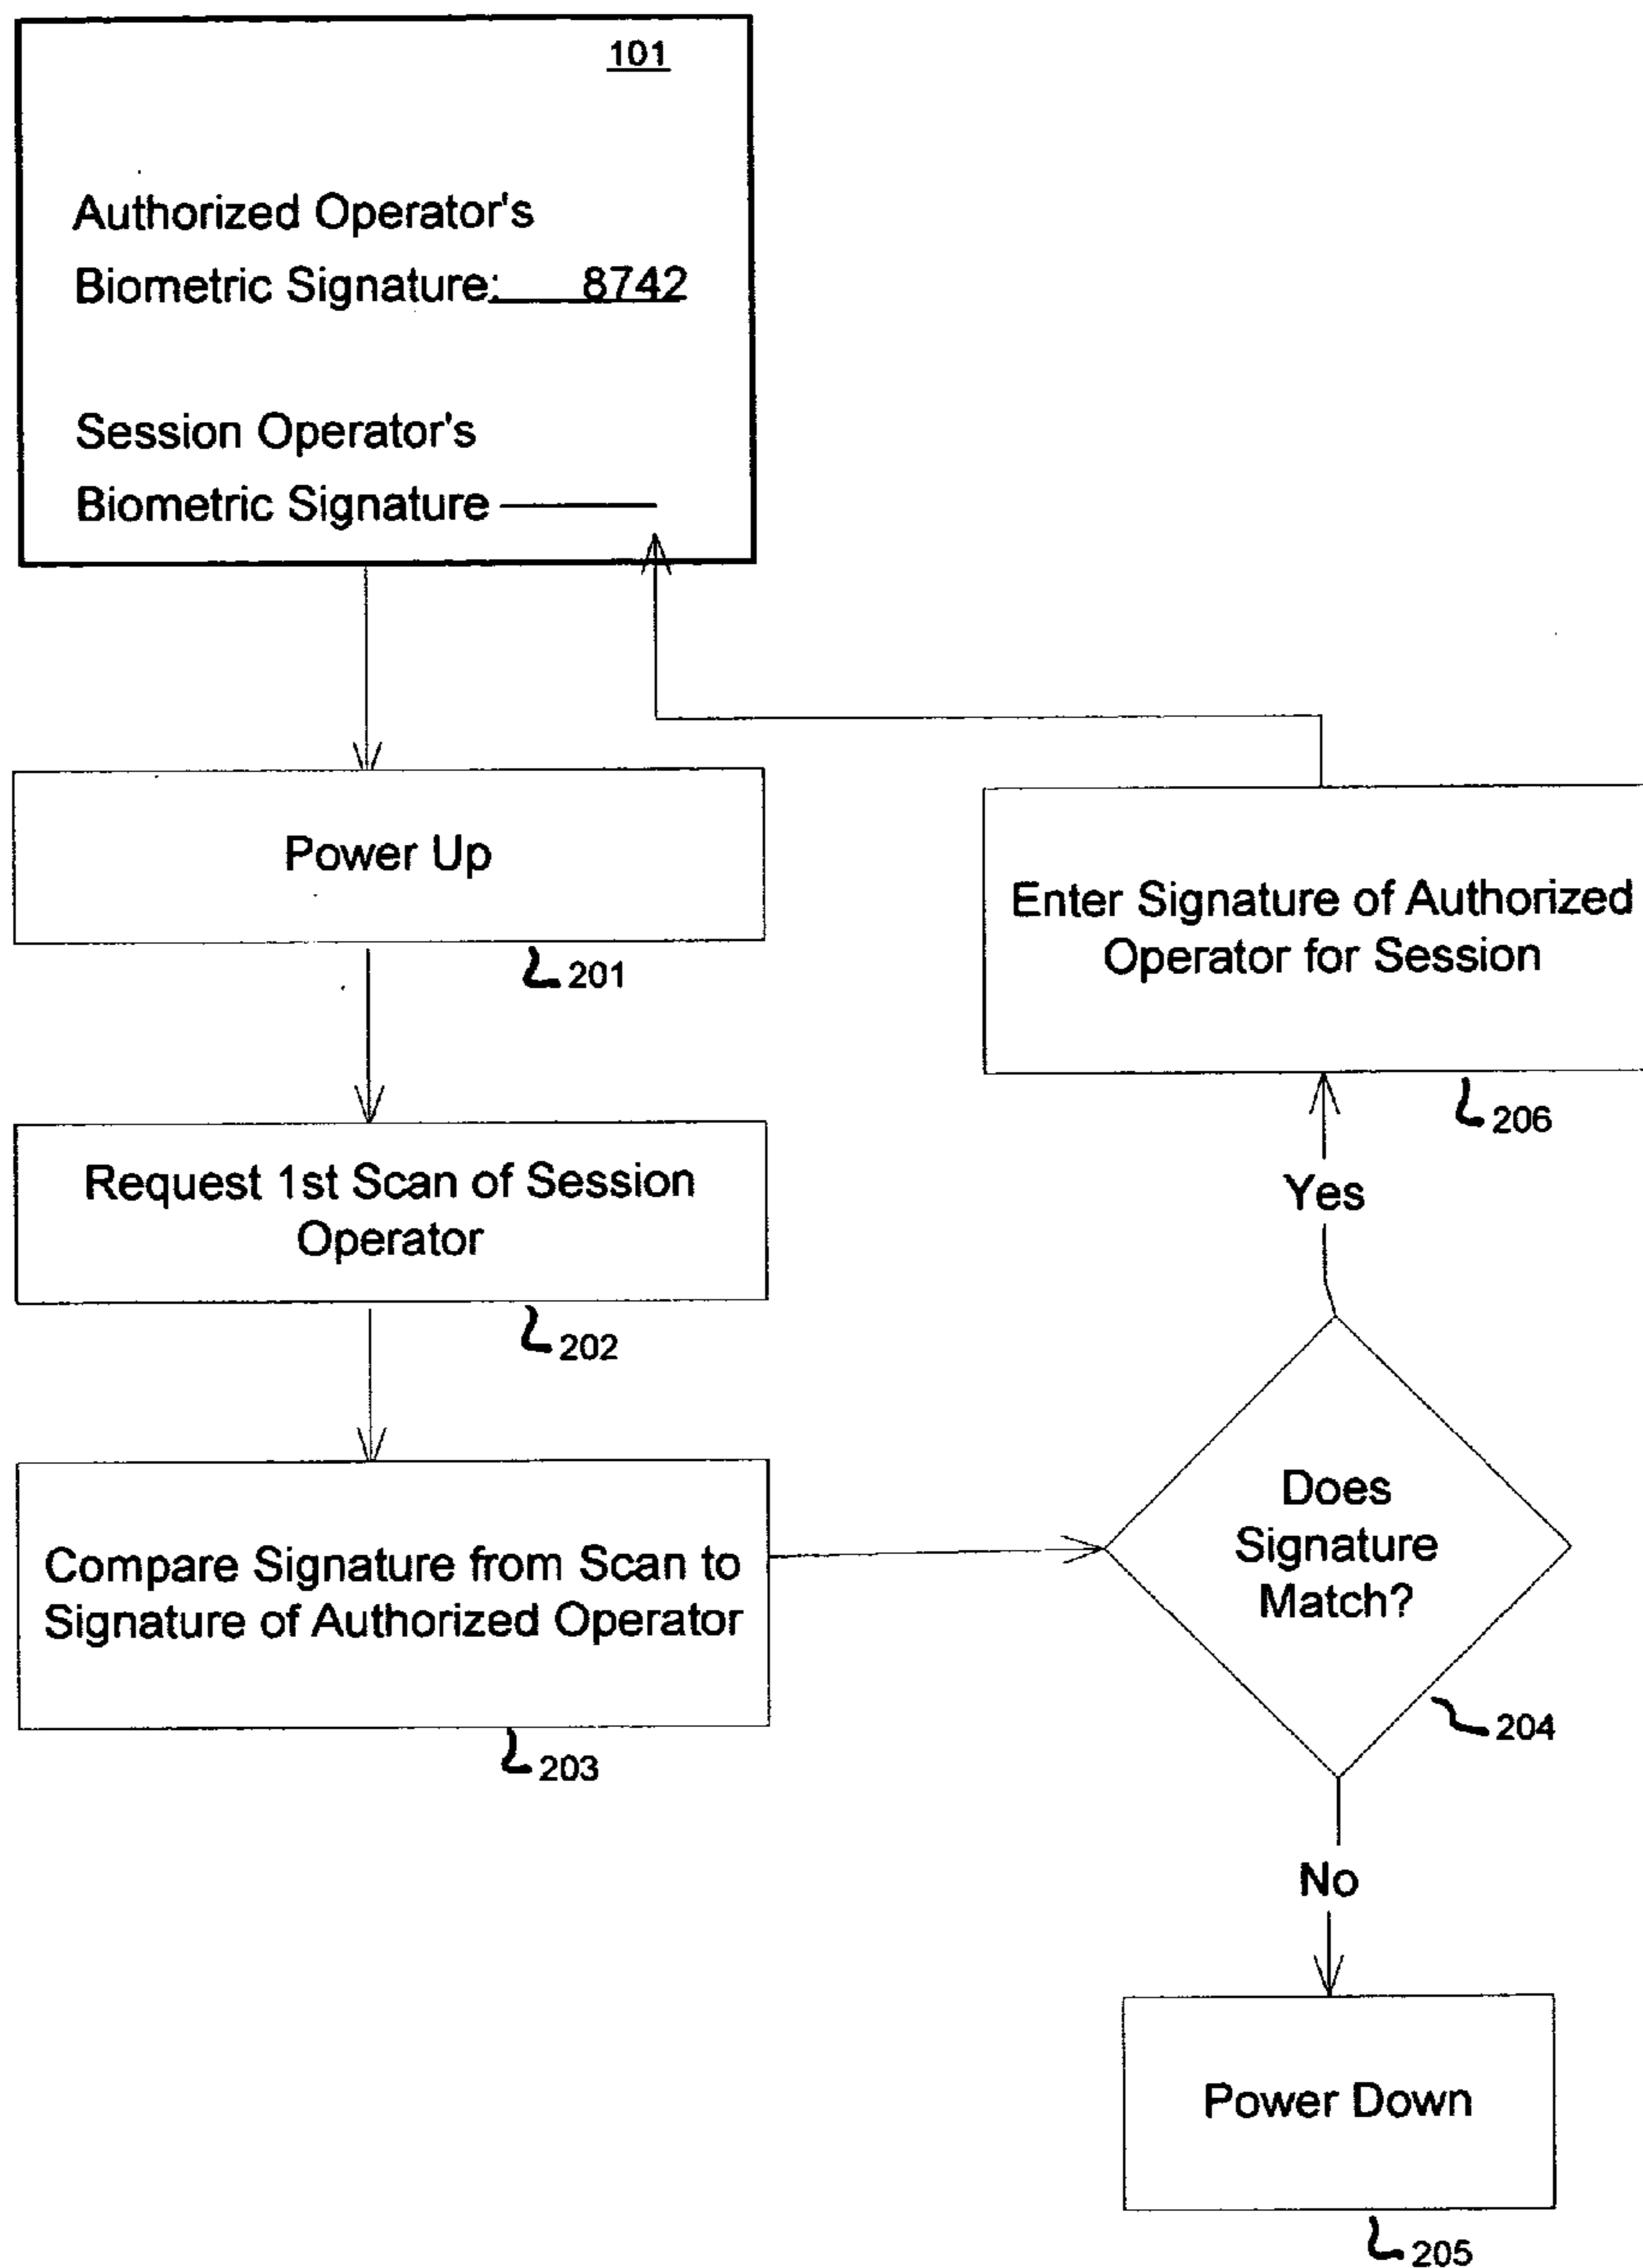 101
Authorized Operator's
Biometric Signature: 8742
Session Operator's
Biometric Signature
Power Up
201
Request 1st Scan of Session
Operator
202
Compare Signature from Scan to
Signature of Authorized Operator
203
Does
Signature
Match?
204
Yes
Enter Signature of Authorized
Operator for Session
206
No
Power Down
205